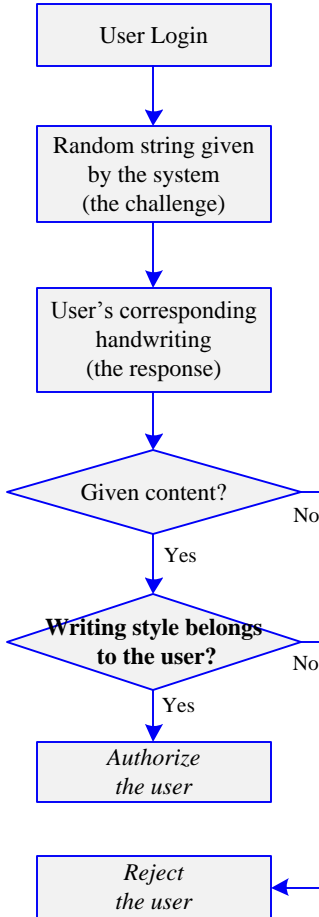 User Login
Random string given
by the system
(the challenge)
User's corresponding
handwriting
(the response)
Given content?
No
Yes
Writing style belongs
to the user?
No
Yes
Authorize
the user
Reject
the user